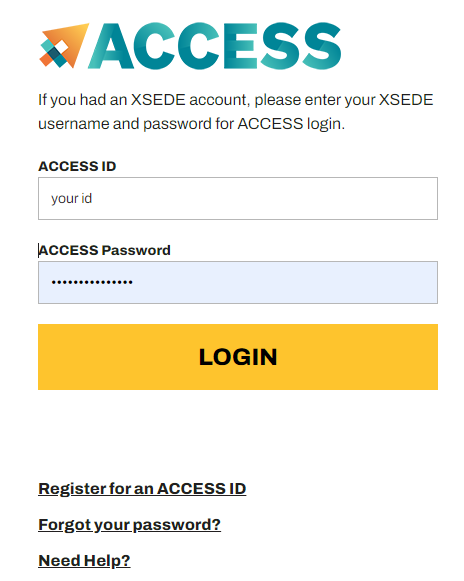 ACCESS
If you had an XSEDE account, please enter your XSEDE
username and password for ACCESS login.
ACCESS ID
your id
ACCESS Password
•••••••••••••••
LOGIN
Register for an ACCESS ID
Forgot your password?
Need Help?